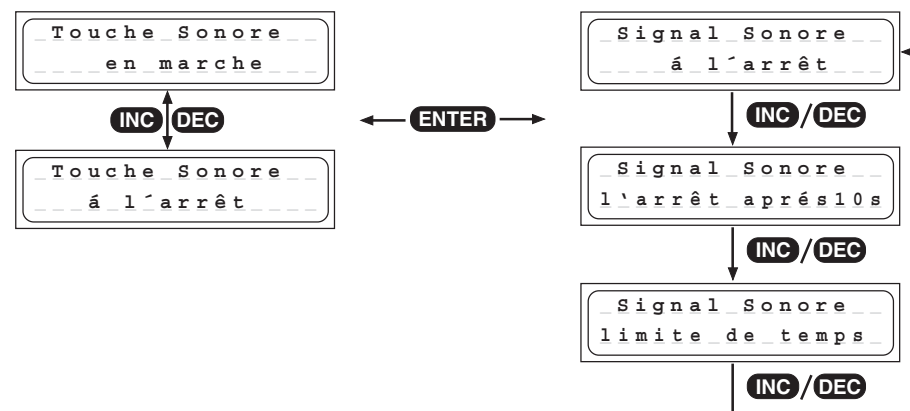 Touche Sonore
en marche
INC DEC
Touche Sonore
á l´arrêt
ENTER
Signal Sonore
á l´arrêt
INC/DEC
Signal Sonore
l‘arrêt aprés10s
INC/DEC
Signal Sonore
limite de temps
INC/DEC